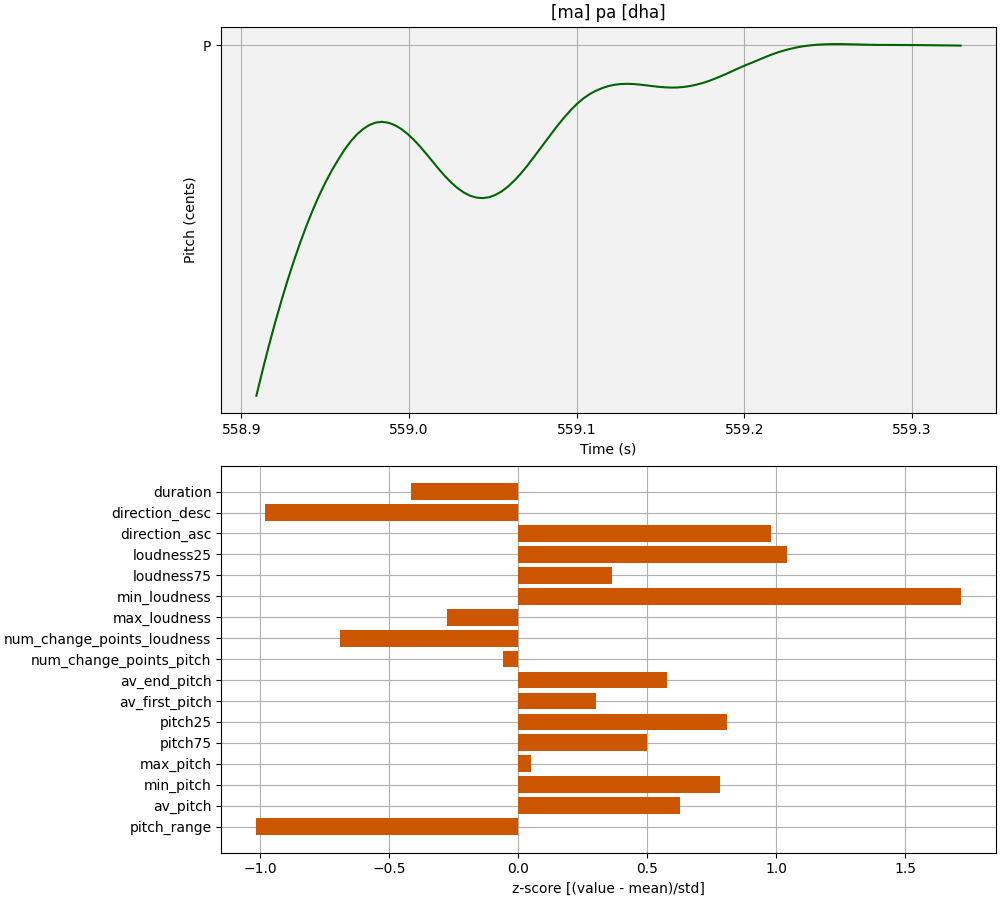 [ma] pa [dha]
P
Pitch (cents)
558.9 559.0 559.1 559.2 559.3
Time (s)
duration
direction_desc
direction_asc
loudness25
loudness75
min_loudness
max_loudness
num_change_points_loudness
num_change_points_pitch
av_end_pitch
av_first_pitch
pitch25
pitch75
max_pitch
min_pitch
av_pitch
pitch_range
−1.0 −0.5 0.0 0.5 1.0 1.5
z-score [(value - mean)/std]